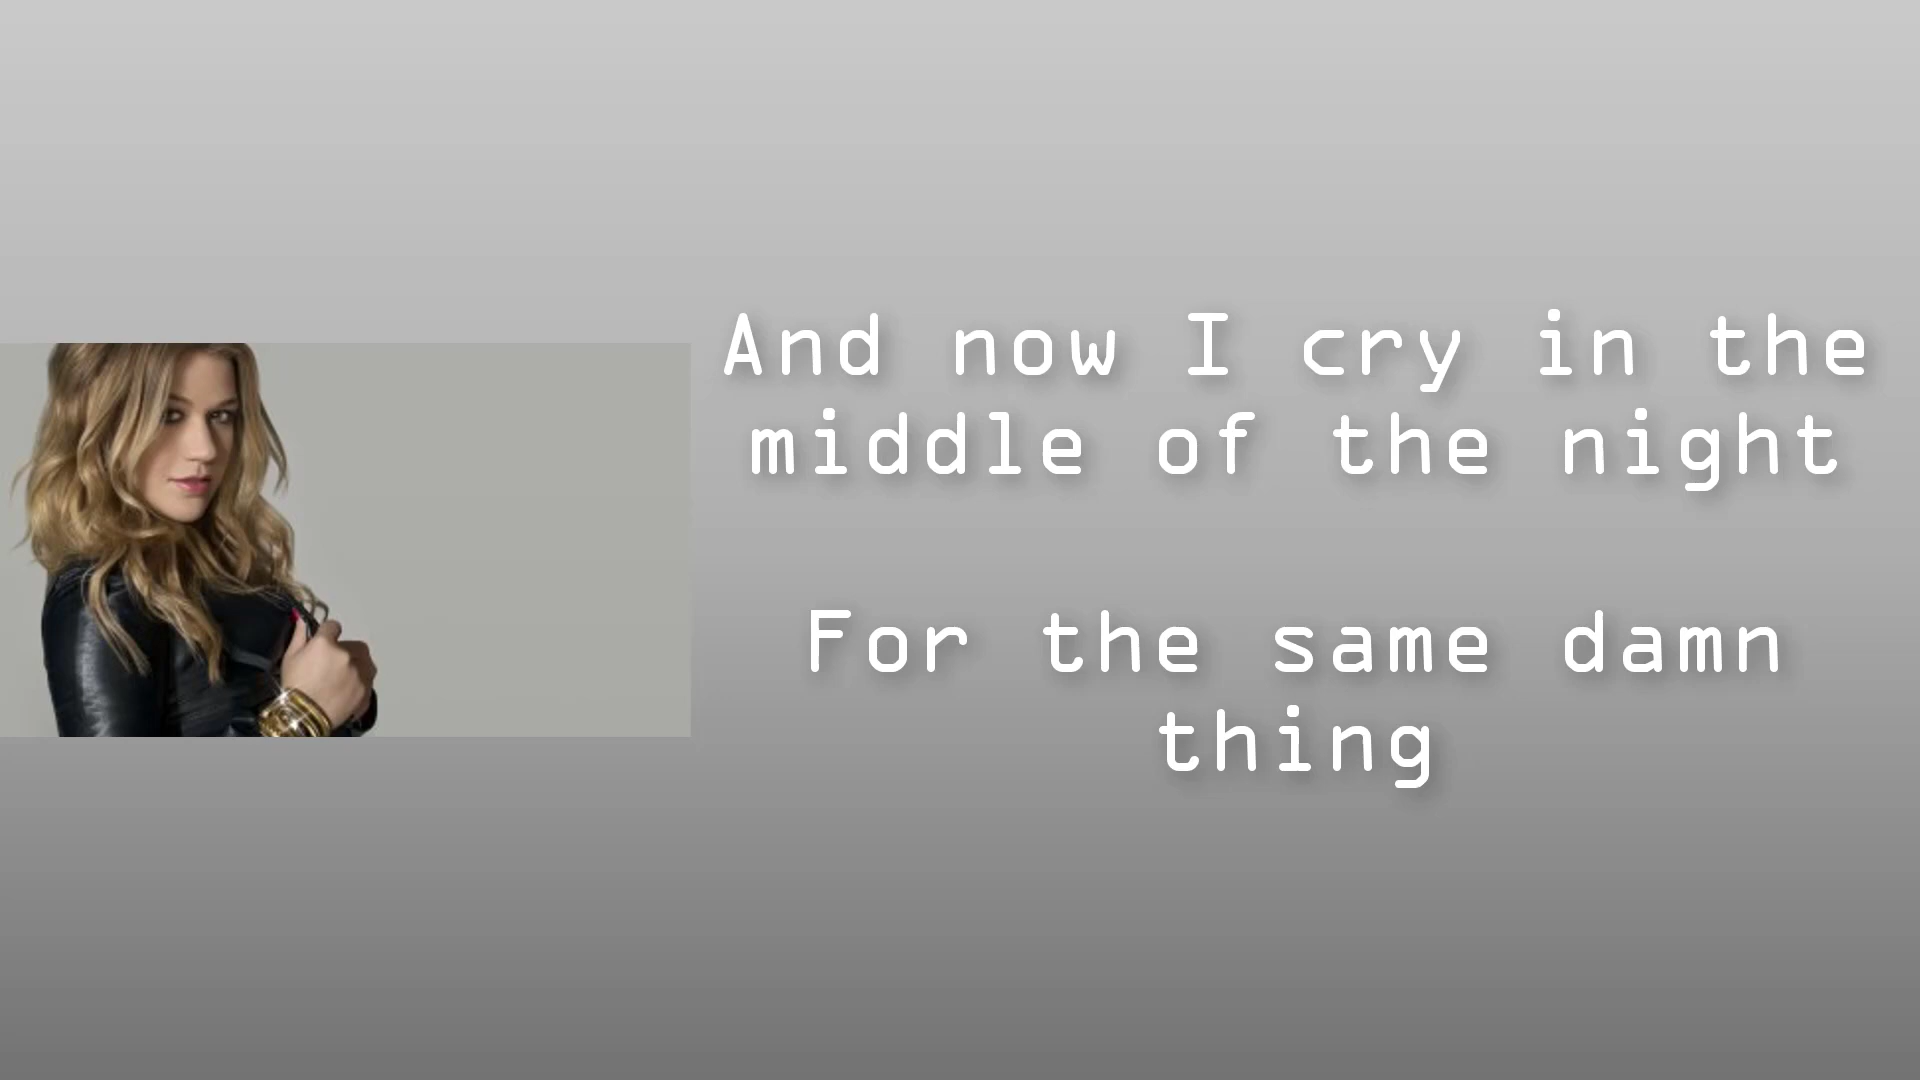 And now I cry in the
middle of the night
For the same damn
thing